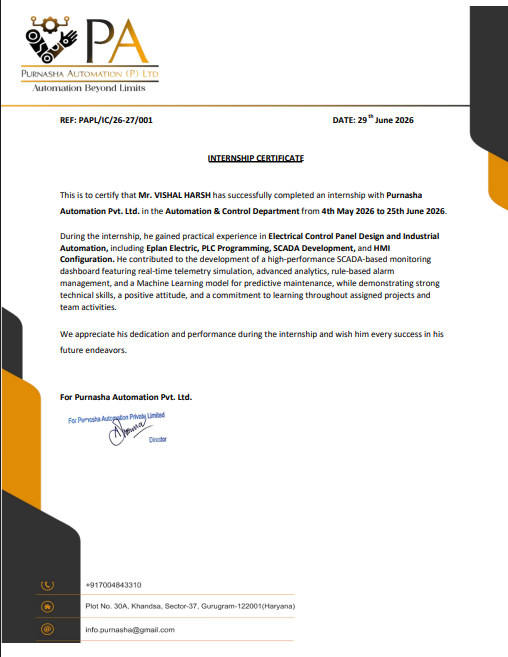 PA
PURNASHA AUTOMATION (P) LTD
Automation Beyond Limits
REF: PAPL/IC/26-27/001
DATE: 29th June 2026
INTERNSHIP CERTIFICATE
This is to certify that Mr. VISHAL HARSH has successfully completed an internship with Purnasha
Automation Pvt. Ltd. in the Automation & Control Department from 4th May 2026 to 25th June 2026.
During the internship, he gained practical experience in Electrical Control Panel Design and Industrial
Automation, including Eplan Electric, PLC Programming, SCADA Development, and HMI
Configuration. He contributed to the development of a high-performance SCADA-based monitoring
dashboard featuring real-time telemetry simulation, advanced analytics, rule-based alarm
management, and a Machine Learning model for predictive maintenance, while demonstrating strong
technical skills, a positive attitude, and a commitment to learning throughout assigned projects and
team activities.
We appreciate his dedication and performance during the internship and wish him every success in his
future endeavors.
For Purnasha Automation Pvt. Ltd.
For Purnasha Automation Private Limited
Director
+917004843310
Plot No. 30A, Khandsa, Sector-37, Gurugram-122001(Haryana)
info.purnasha@gmail.com